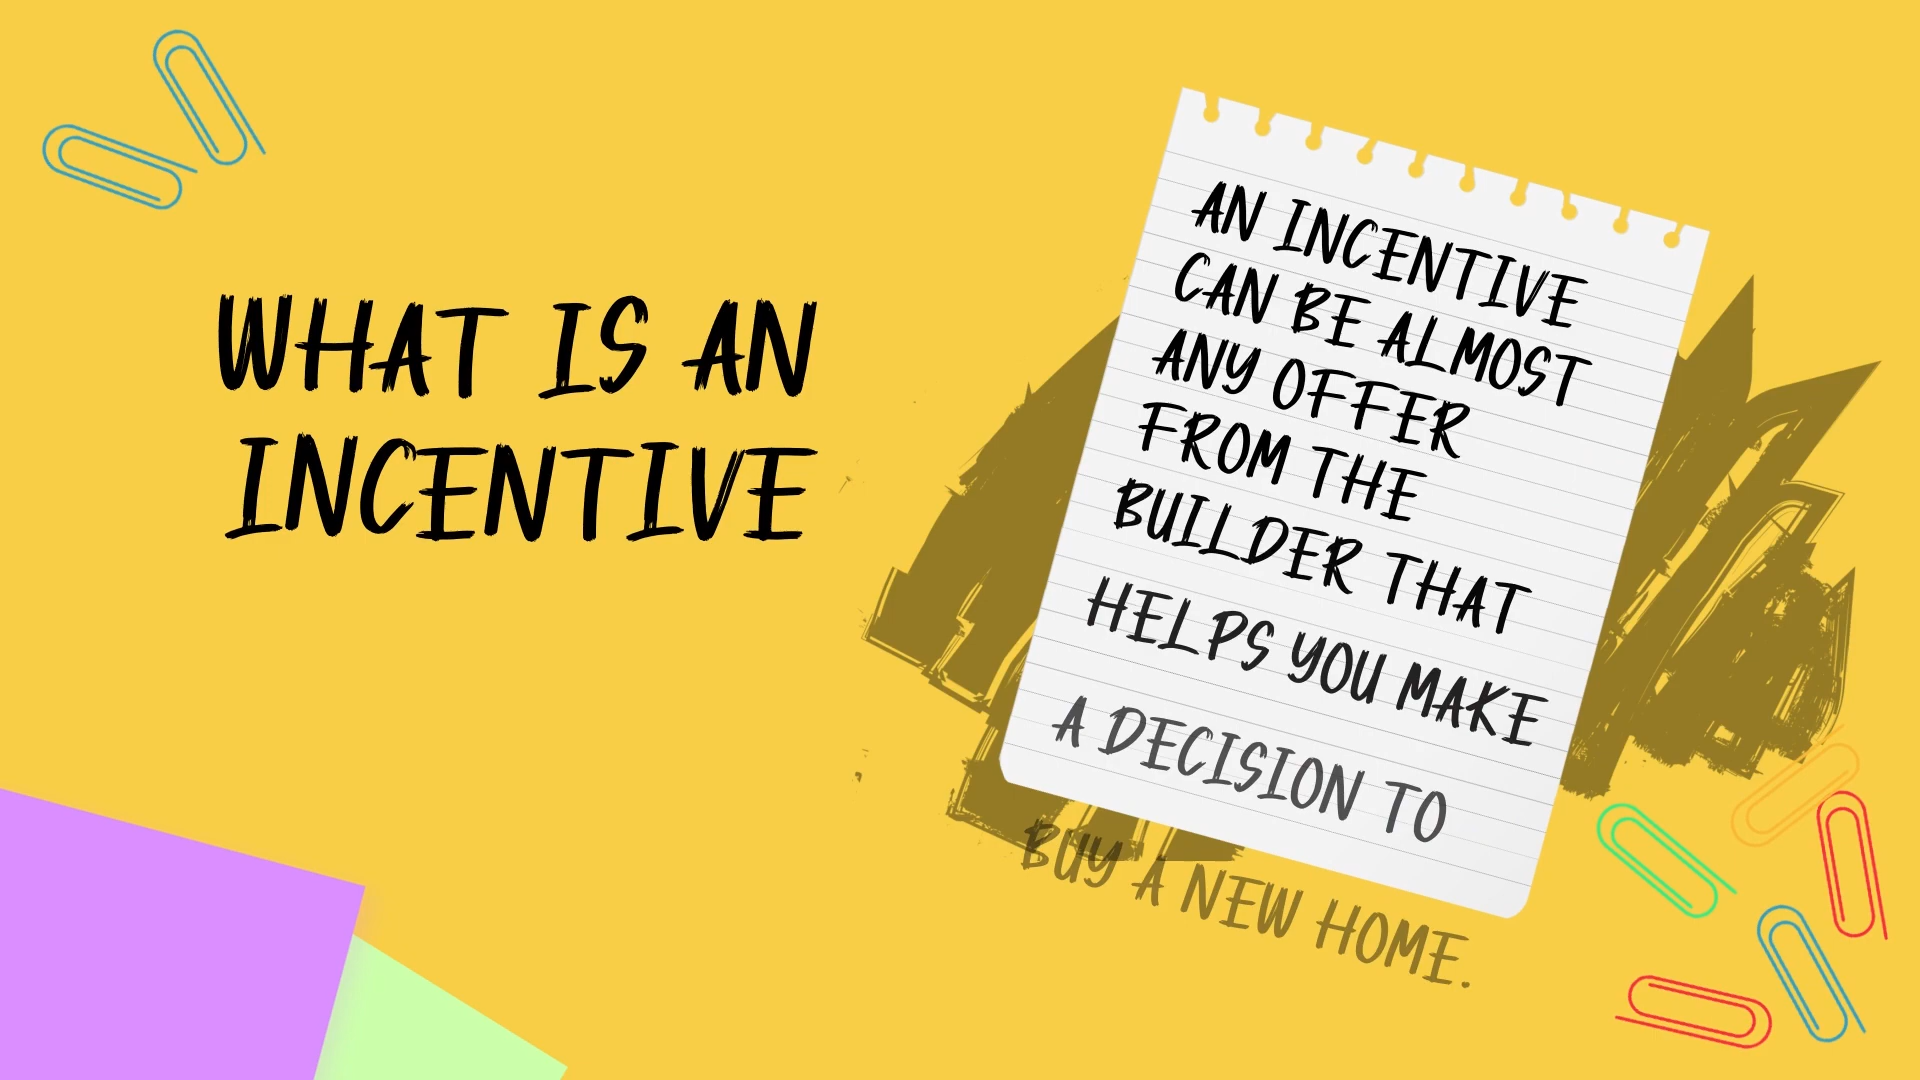 WHAT IS AN
INCENTIVE
AN INCENTIVE
CAN BE ALMOST
ANY OFFER
FROM THE
BUILDER THAT
HELPS YOU MAKE
A DECISION TO
BUY A NEW HOME.